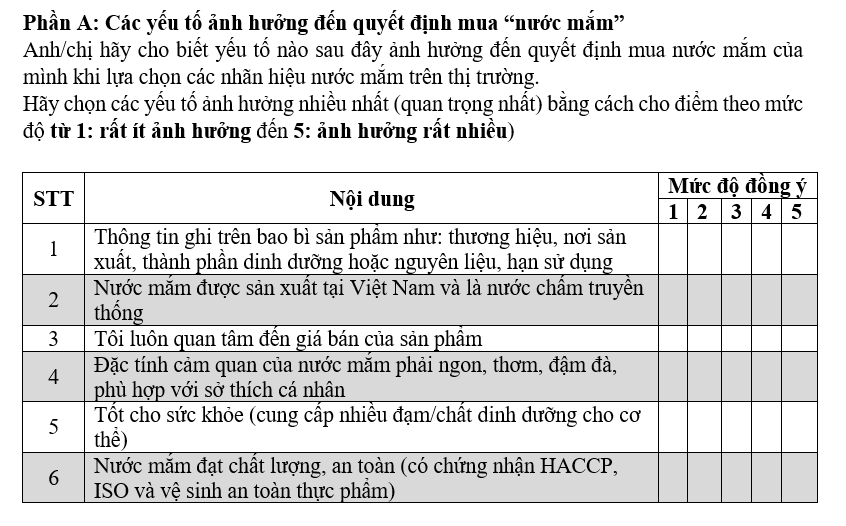 Phần A: Các yếu tố ảnh hưởng đến quyết định mua “nước mắm”
Anh/chị hãy cho biết yếu tố nào sau đây ảnh hưởng đến quyết định mua nước mắm của
mình khi lựa chọn các nhãn hiệu nước mắm trên thị trường.
Hãy chọn các yếu tố ảnh hưởng nhiều nhất (quan trọng nhất) bằng cách cho điểm theo mức
độ từ 1: rất ít ảnh hưởng đến 5: ảnh hưởng rất nhiều)
STT Nội dung Mức độ đồng ý
1 2 3 4 5
1 Thông tin ghi trên bao bì sản phẩm như: thương hiệu, nơi sản
xuất, thành phần dinh dưỡng hoặc nguyên liệu, hạn sử dụng
2 Nước mắm được sản xuất tại Việt Nam và là nước chấm truyền
thống
3 Tôi luôn quan tâm đến giá bán của sản phẩm
4 Đặc tính cảm quan của nước mắm phải ngon, thơm, đậm đà,
phù hợp với sở thích cá nhân
5 Tốt cho sức khỏe (cung cấp nhiều đạm/chất dinh dưỡng cho cơ
thể)
6 Nước mắm đạt chất lượng, an toàn (có chứng nhận HACCP,
ISO và vệ sinh an toàn thực phẩm)